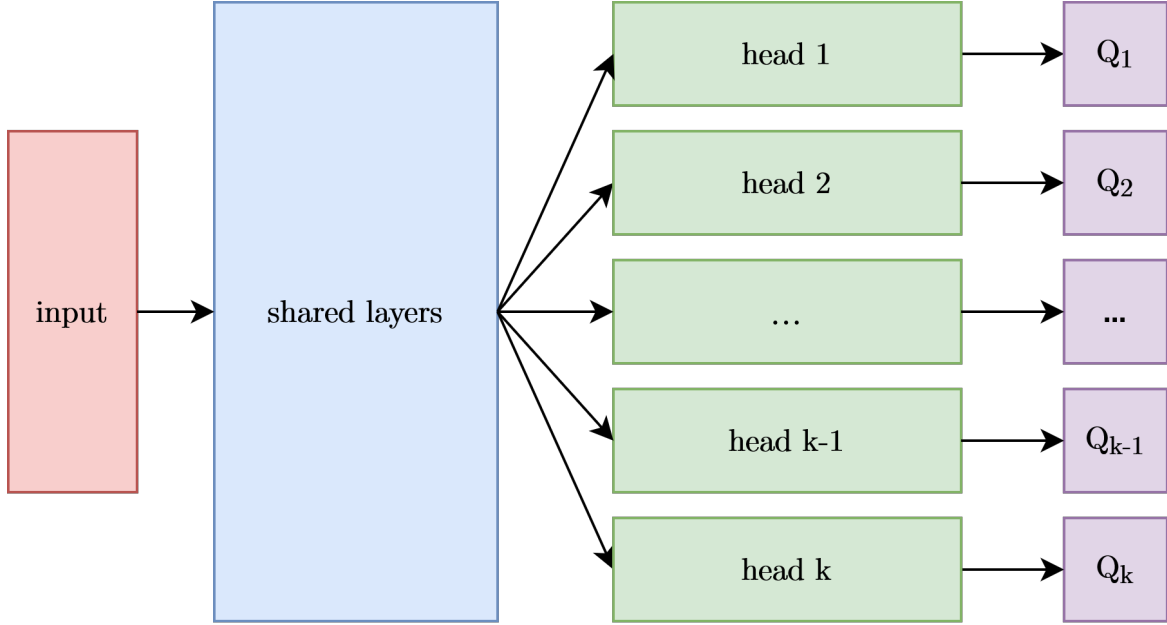 head 1
Q1
head 2
Q2
input
shared layers
...
...
head k-1
Qk-1
head k
Qk